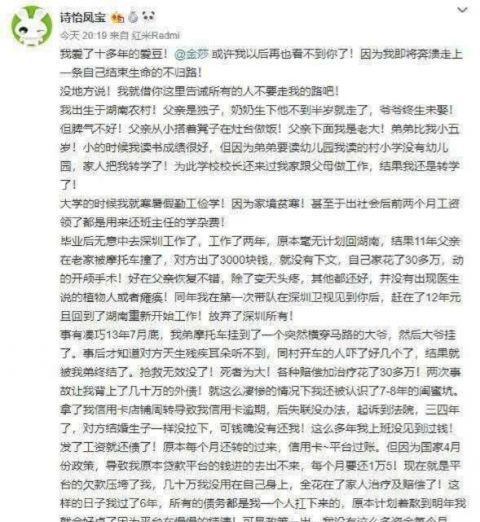 诗怡凤宝
今天 20:19 来自 红米Redmi
我爱了十多年的爱豆！@金莎 或许我以后再也看不到你了！因为我即将奔溃走上
一条自己结束生命的不归路！
没地方说！我就借你这里告诫所有的人不要走我的路吧！
我出生于湖南农村！父亲是独子，奶奶生下他不到半岁就走了，爷爷终生未娶！
但脾气不好！父亲从小搭着凳子在灶台做饭！父亲下面我是老大！弟弟比我小五
岁！小的时候我读书成绩很好，但因为弟弟要读幼儿园我读的村小学没有幼儿
园，家人把我转学了！为此学校校长还来过我家跟父母做工作，结果我还是转学
了！
大学的时候我就寒暑假勤工俭学！因为家境贫寒！甚至于出社会后前两个月工资
领了都是用来还班主任的学杂费！
毕业后无意中去深圳工作了，工作了两年，原本毫无计划回湖南，结果11年父亲
在老家被摩托车撞了，对方出了3000块钱，就没有下文，自己家花了30多万，动
的开颅手术！好在父亲恢复不错，除了变天头疼，其他都还好，并没有出现医生
说的植物人或者瘫痪！同年我在第一次带队在深圳卫视见到你后，赶在了12年元
旦回到了湖南重新开始工作！放弃了深圳所有！
事有凑巧13年7月底，我弟摩托车挂到了一个突然横穿马路的大爷，然后大爷挂
了。事后才知道对方天生残疾耳朵听不到，同村开车的人吓了好几个了，结果就
被我弟终结了。抢救无效没了！死者为大！各种赔偿加治疗花了30多万！两次事
故让我背上了几十万的外债！就这么凄惨的情况下我还被认识了7-8年的闺蜜坑。
拿了我信用卡店铺周转导致我信用卡逾期，后失联没办法，起诉到法院，三四年
了，对方结婚生子一样没拉下，可钱确没有还我！这么多年我上班没见到过钱！
发了工资就还债了！原本每个月还转的过来，信用卡~平台过账。但因为国家4月
份政策，导致我原本贷款平台的钱进的去出不来，每个月要还1万5！现在就是平
台的欠款压垮了我，几十万我没用在自己身上，全花在了家人治疗及赔偿了！这
样的日子我过了6年，所有的债务都是我一个人扛下来的，原本计划着熬到明年我